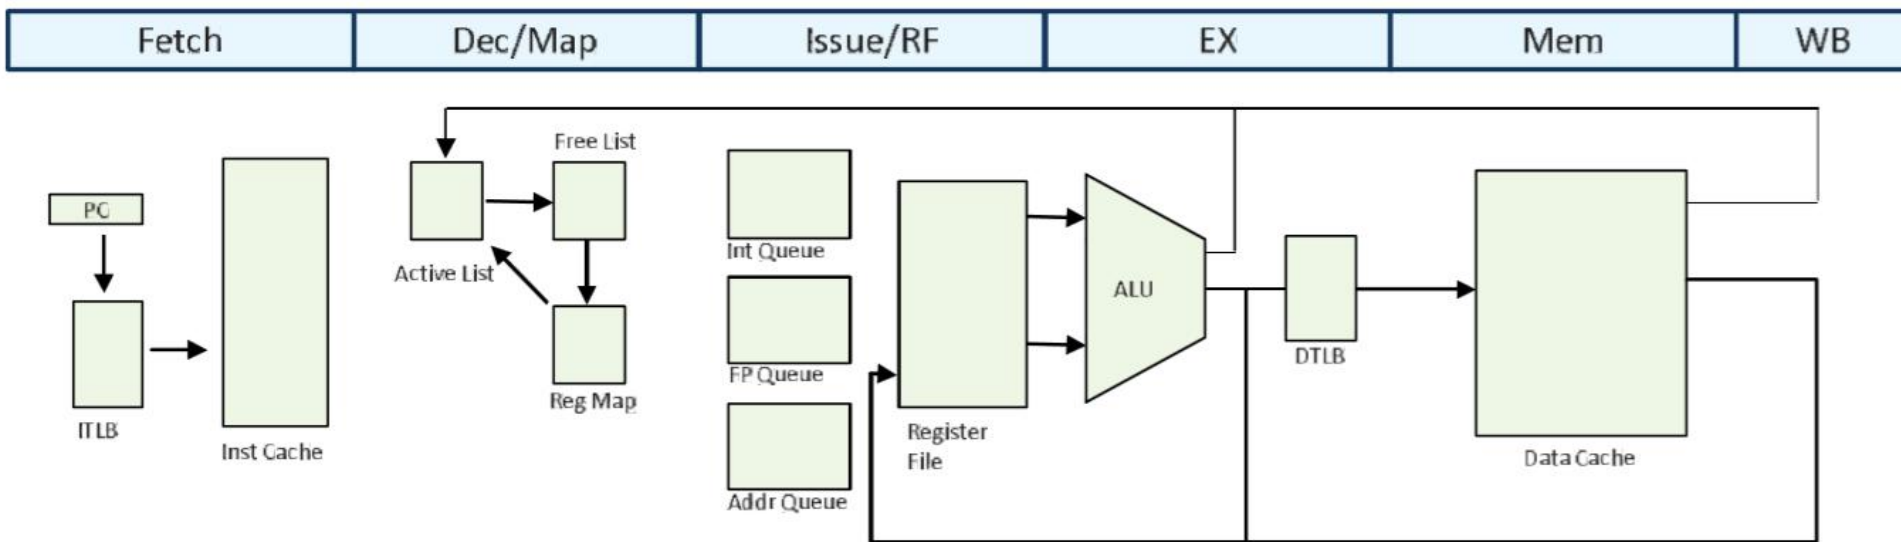 Fetch
Dec/Map
Issue/RF
EX
Mem
WB
PC
ITLB
Inst Cache
Active List
Free List
Reg Map
Int Queue
FP Queue
Addr Queue
Register
File
ALU
DTLB
Data Cache